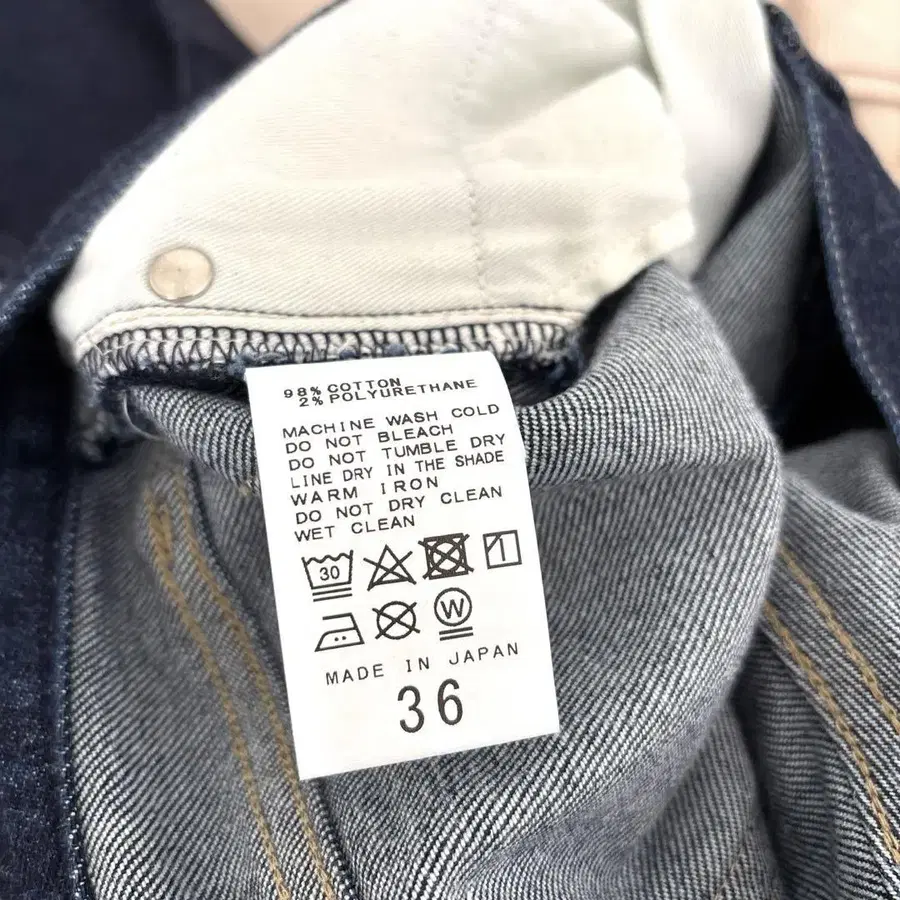 98% COTTON
2% POLYURETHANE
MACHINE WASH COLD
DO NOT BLEACH
DO NOT TUMBLE DRY
LINE DRY IN THE SHADE
WARM IRON
DO NOT DRY CLEAN
WET CLEAN
30
W
MADE IN JAPAN
36